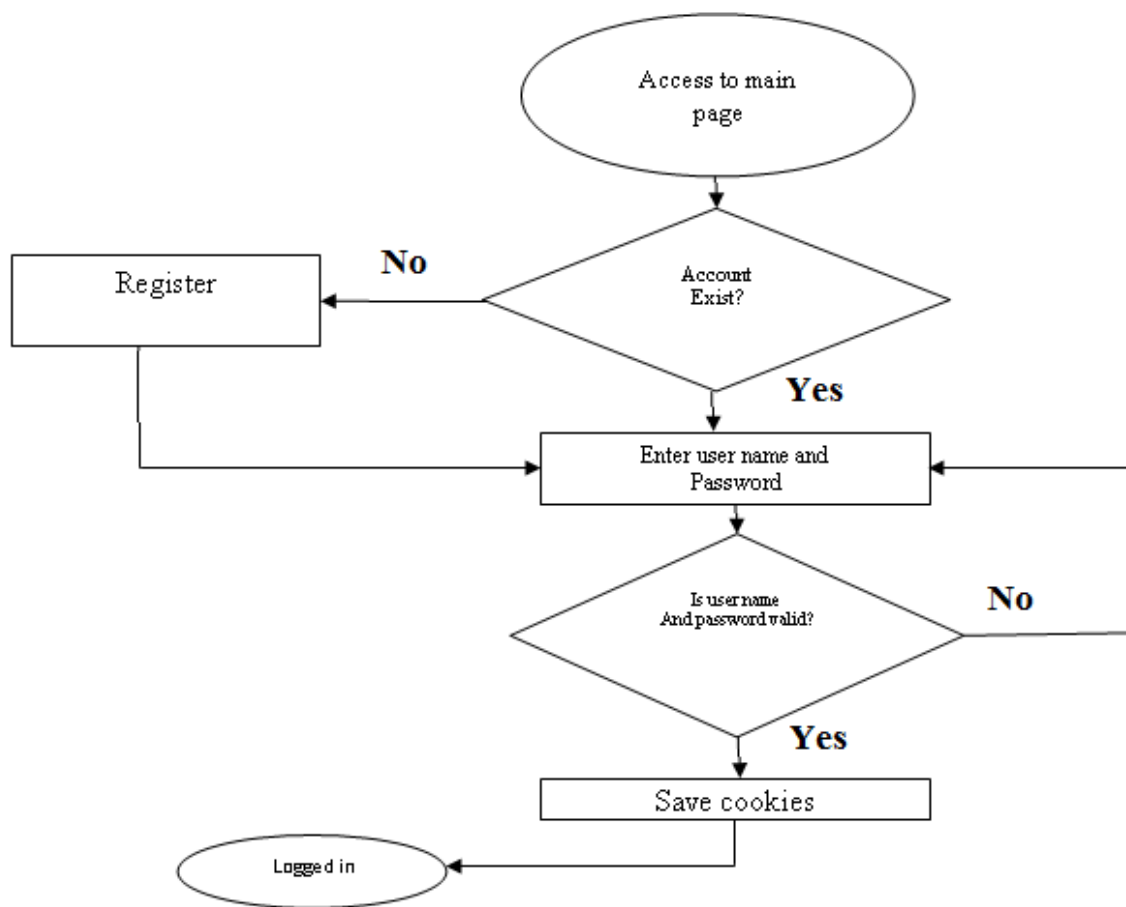 Access to main
page
No
Register
Account
Exist?
Yes
Enter user name and
Password
Is user name
And password valid?
No
Yes
Save cookies
Logged in